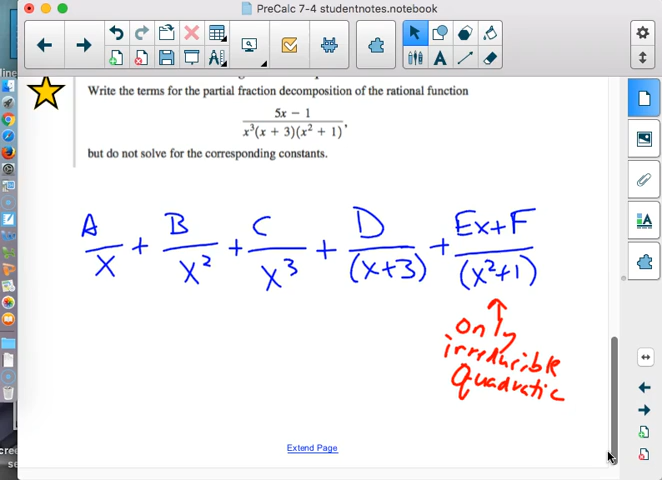 PreCalc 7-4 studentnotes.notebook
Write the terms for the partial fraction decomposition of the rational function
5x − 1
x³(x + 3)(x² + 1)'
but do not solve for the corresponding constants.
A/x + B/x² + C/x³ + D/(x+3) + Ex+F/(x²+1)
only
irreducible
Quadratic
Extend Page